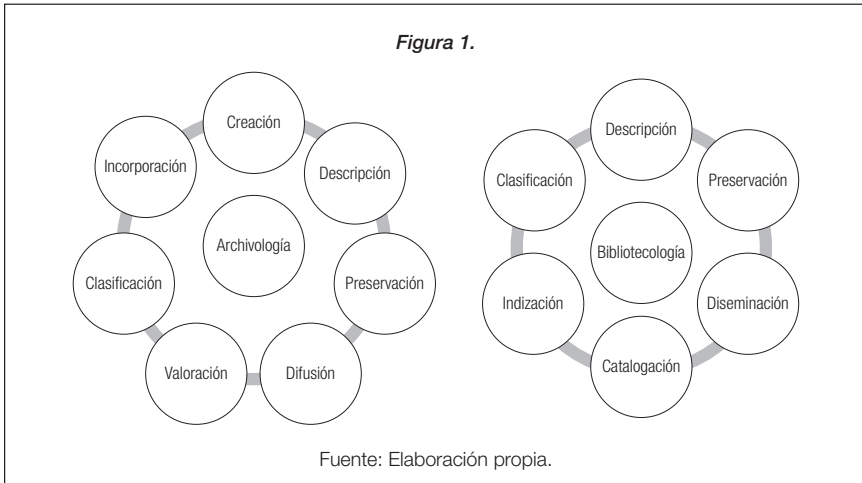 Figura 1.
Creación
Incorporación
Descripción
Archivología
Clasificación
Preservación
Valoración
Difusión
Descripción
Clasificación
Preservación
Bibliotecología
Indización
Diseminación
Catalogación
Fuente: Elaboración propia.